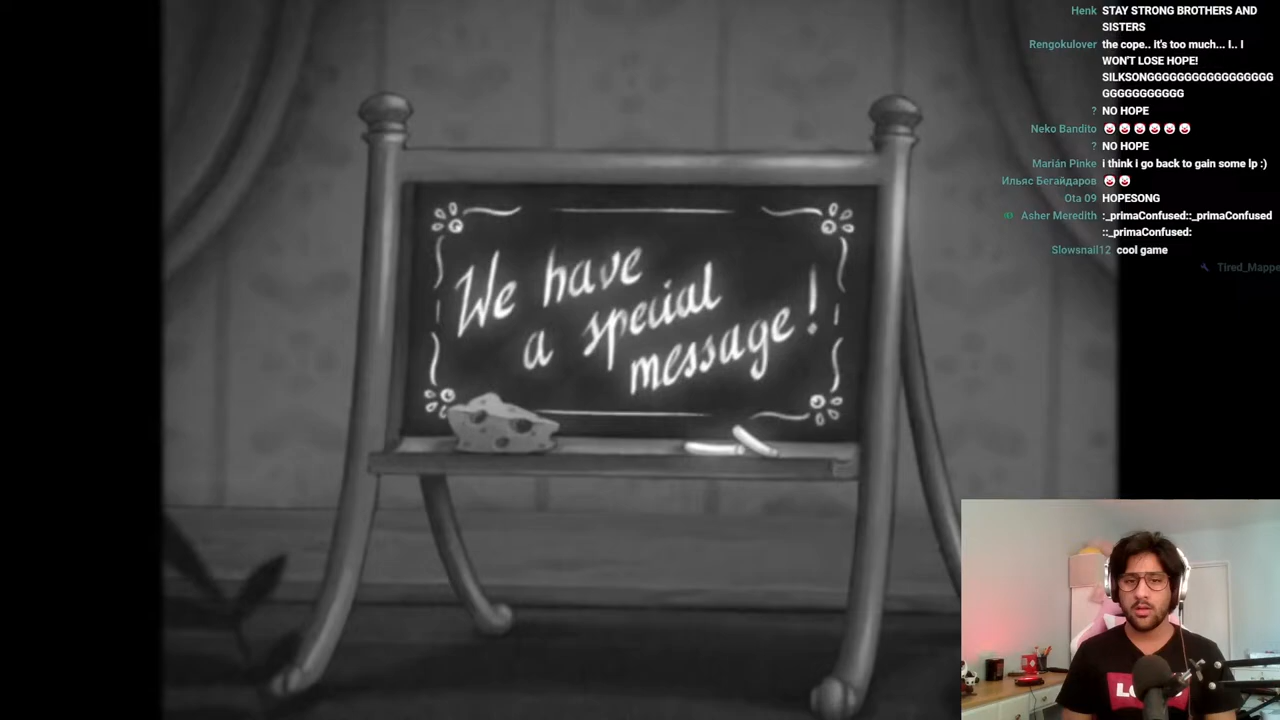 Henk STAY STRONG BROTHERS AND
SISTERS
Rengokulover the cope.. It's too much... I.. I
WON'T LOSE HOPE!
SILKSONGGGGGGGGGGGGGGGGG
GGGGGGGGGGG
? NO HOPE
Neko Bandito 🤡🤡🤡🤡🤡🤡
? NO HOPE
Marián Pinke i think i go back to gain some lp :)
Ильяс Бегайдаров 🤡🤡
Ota 09 HOPESONG
Asher Meredith :_primaConfused::_primaConfused
::_primaConfused:
Slowsnail12 cool game
Tired_Mappe
We have
a special
message!